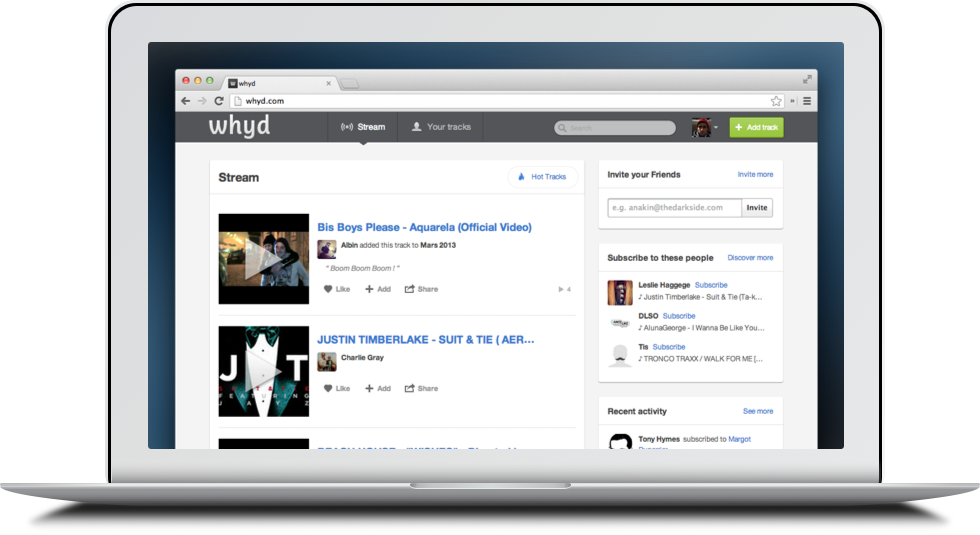 whyd
whyd.com
whyd
Stream
Your tracks
Search
Add track
Stream
Hot Tracks
Bis Boys Please - Aquarela (Official Video)
Albin added this track to Mars 2013
" Boom Boom Boom ! "
Like
Add
Share
4
JT
FEATURING
JAY Z
JUSTIN TIMBERLAKE - SUIT & TIE ( AER...
Charlie Gray
Like
Add
Share
Invite your Friends
Invite more
e.g. anakin@thedarkside.com
Invite
Subscribe to these people
Discover more
Leslie Haggege Subscribe
♪ Justin Timberlake - Suit & Tie (Ta-k...
DLSO Subscribe
♪ AlunaGeorge - I Wanna Be Like You...
Tis Subscribe
♪ TRONCO TRAXX / WALK FOR ME [...
Recent activity
See more
Tony Hymes subscribed to Margot